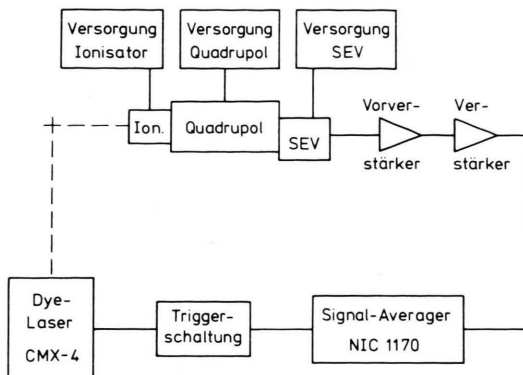 Versorgung
Ionisator
Versorgung
Quadrupol
Versorgung
SEV
Ion.
Quadrupol
SEV
Vorver-
stärker
Ver-
stärker
Dye-
Laser
CMX-4
Trigger-
schaltung
Signal-Averager
NIC 1170